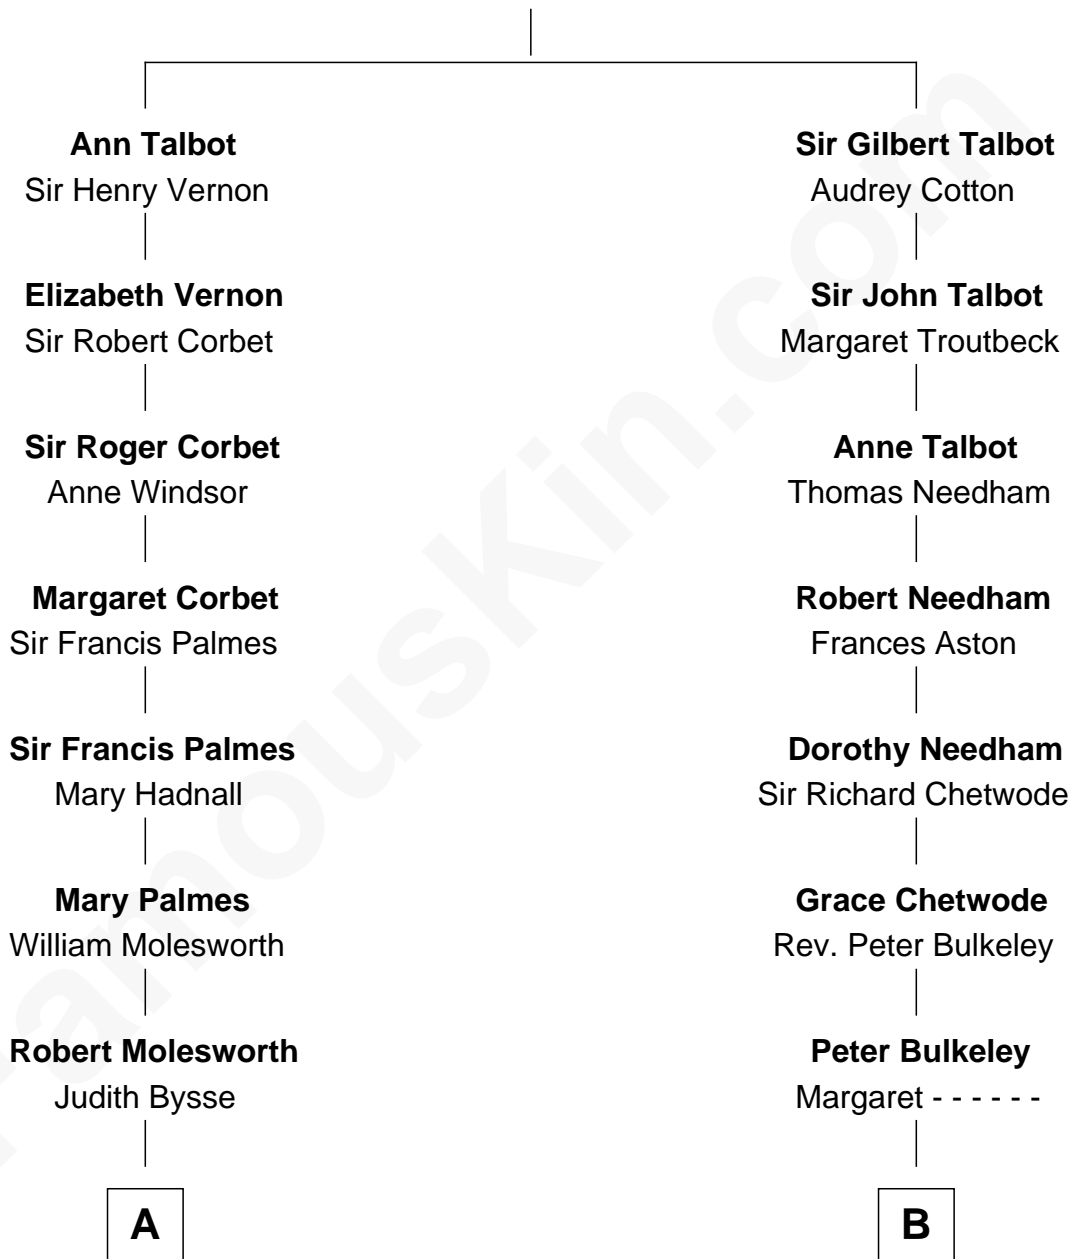 Ann Talbot
Sir Henry Vernon
Elizabeth Vernon
Sir Robert Corbet
Sir Roger Corbet
Anne Windsor
Margaret Corbet
Sir Francis Palmes
Sir Francis Palmes
Mary Hadnall
Mary Palmes
William Molesworth
Robert Molesworth
Judith Bysse
A
Sir Gilbert Talbot
Audrey Cotton
Sir John Talbot
Margaret Troutbeck
Anne Talbot
Thomas Needham
Robert Needham
Frances Aston
Dorothy Needham
Sir Richard Chetwode
Grace Chetwode
Rev. Peter Bulkeley
Peter Bulkeley
Margaret - - - - - -
B
FamousKin.com